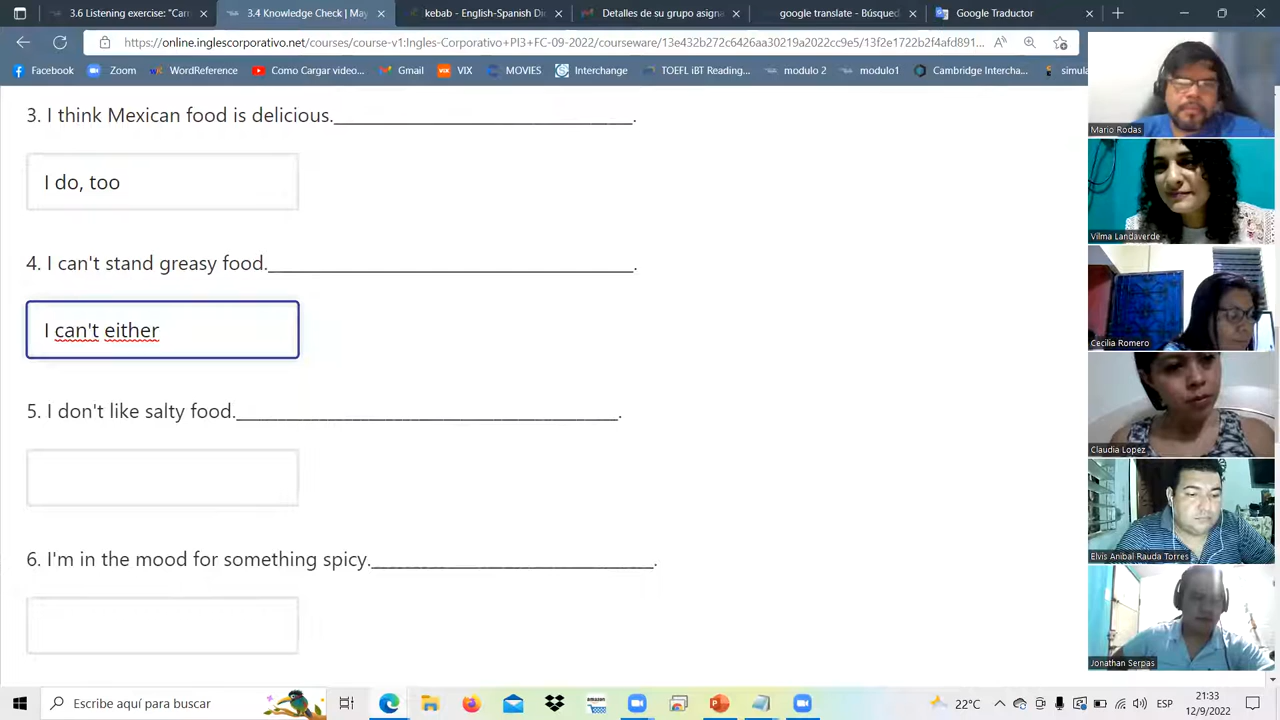 3.6 Listening exercise: "Carr
3.4 Knowledge Check | May
kebab - English-Spanish Di
Detalles de su grupo asigna
google translate - Búsqued
Google Traductor
https://online.inglescorporativo.net/courses/course-v1:Ingles-Corporativo+PI3+FC-09-2022/courseware/13e432b272c6426aa30219a2022cc9e5/13f2e1722b2f4afd891...
Facebook
Zoom
WordReference
Como Cargar video...
Gmail
VIX
MOVIES
Interchange
TOEFL iBT Reading...
modulo 2
modulo1
Cambridge Intercha...
simula
3. I think Mexican food is delicious.______________________________.
I do, too
4. I can't stand greasy food.____________________________________.
I can't either
5. I don't like salty food.______________________________________.
6. I'm in the mood for something spicy.____________________________.
Mario Rodas
Vilma Landaverde
Cecilia Romero
Claudia Lopez
Elvis Anibal Rauda Torres
Jonathan Serpas
Escribe aquí para buscar
amazon
22°C
ESP
21:33
12/9/2022